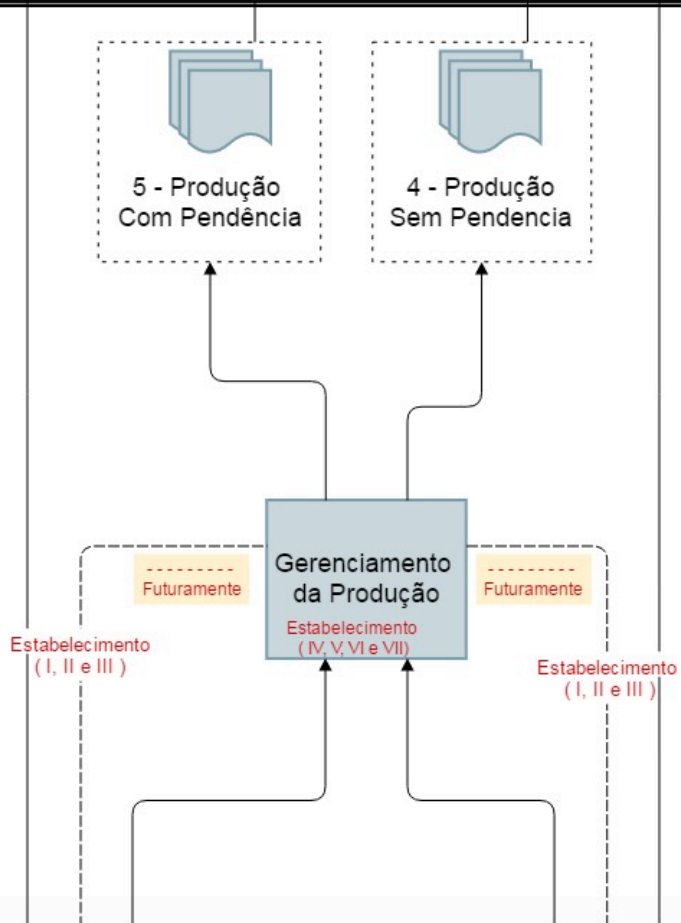 5 - Produção
Com Pendência
4 - Produção
Sem Pendencia
Gerenciamento
da Produção
Estabelecimento
( IV, V, VI e VII)
---------
Futuramente
---------
Futuramente
Estabelecimento
( I, II e III )
Estabelecimento
( I, II e III )